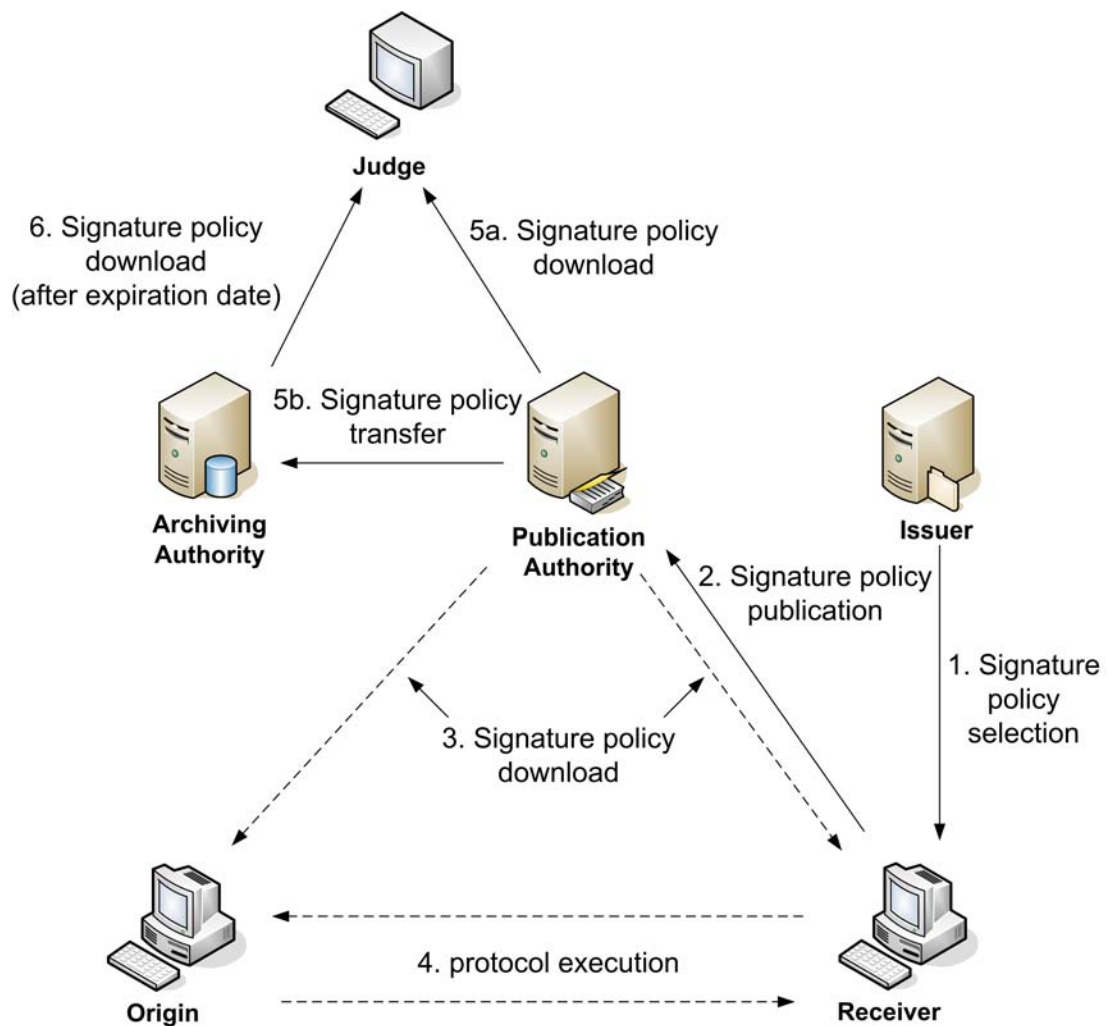 Judge
6. Signature policy
download
(after expiration date)
5a. Signature policy
download
5b. Signature policy
transfer
Archiving
Authority
Publication
Authority
Issuer
2. Signature policy
publication
1. Signature
policy
selection
3. Signature policy
download
4. protocol execution
Origin
Receiver